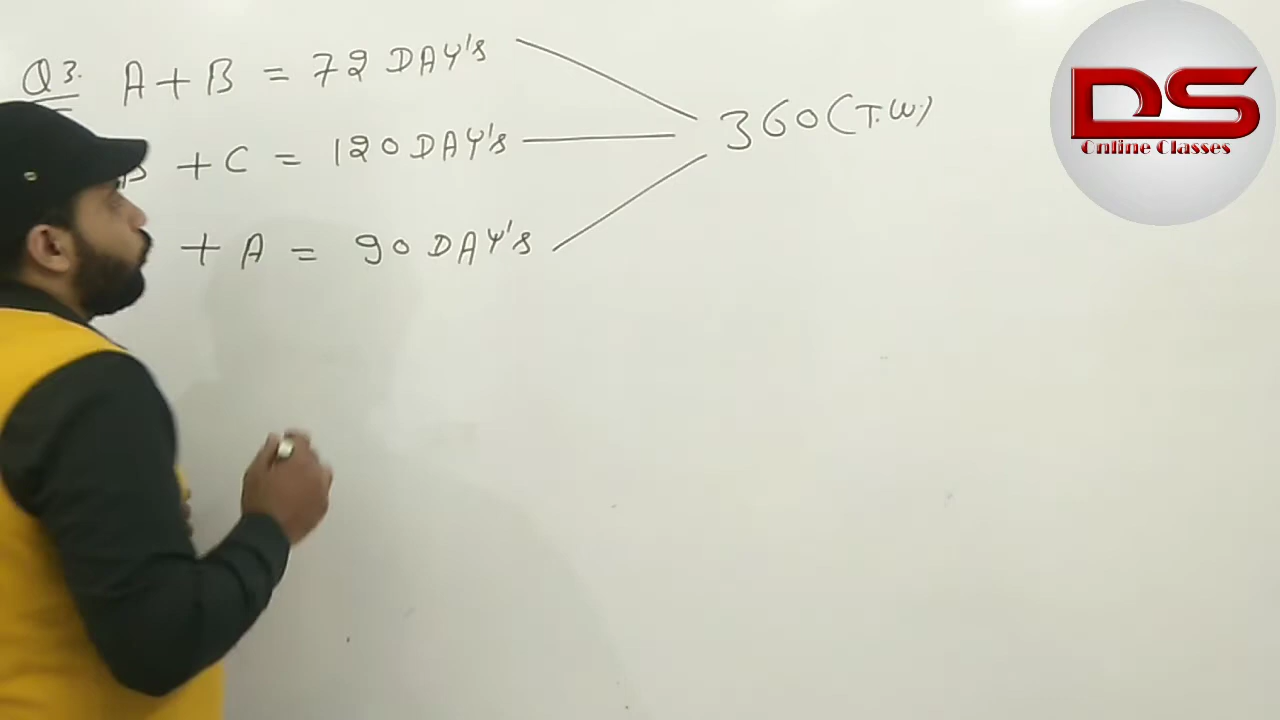 Q3. A+B = 72 DAY'S
B + C = 120 DAY'S
+ A = 90 DAY'S
360 (T.W.)
DS
Online Classes